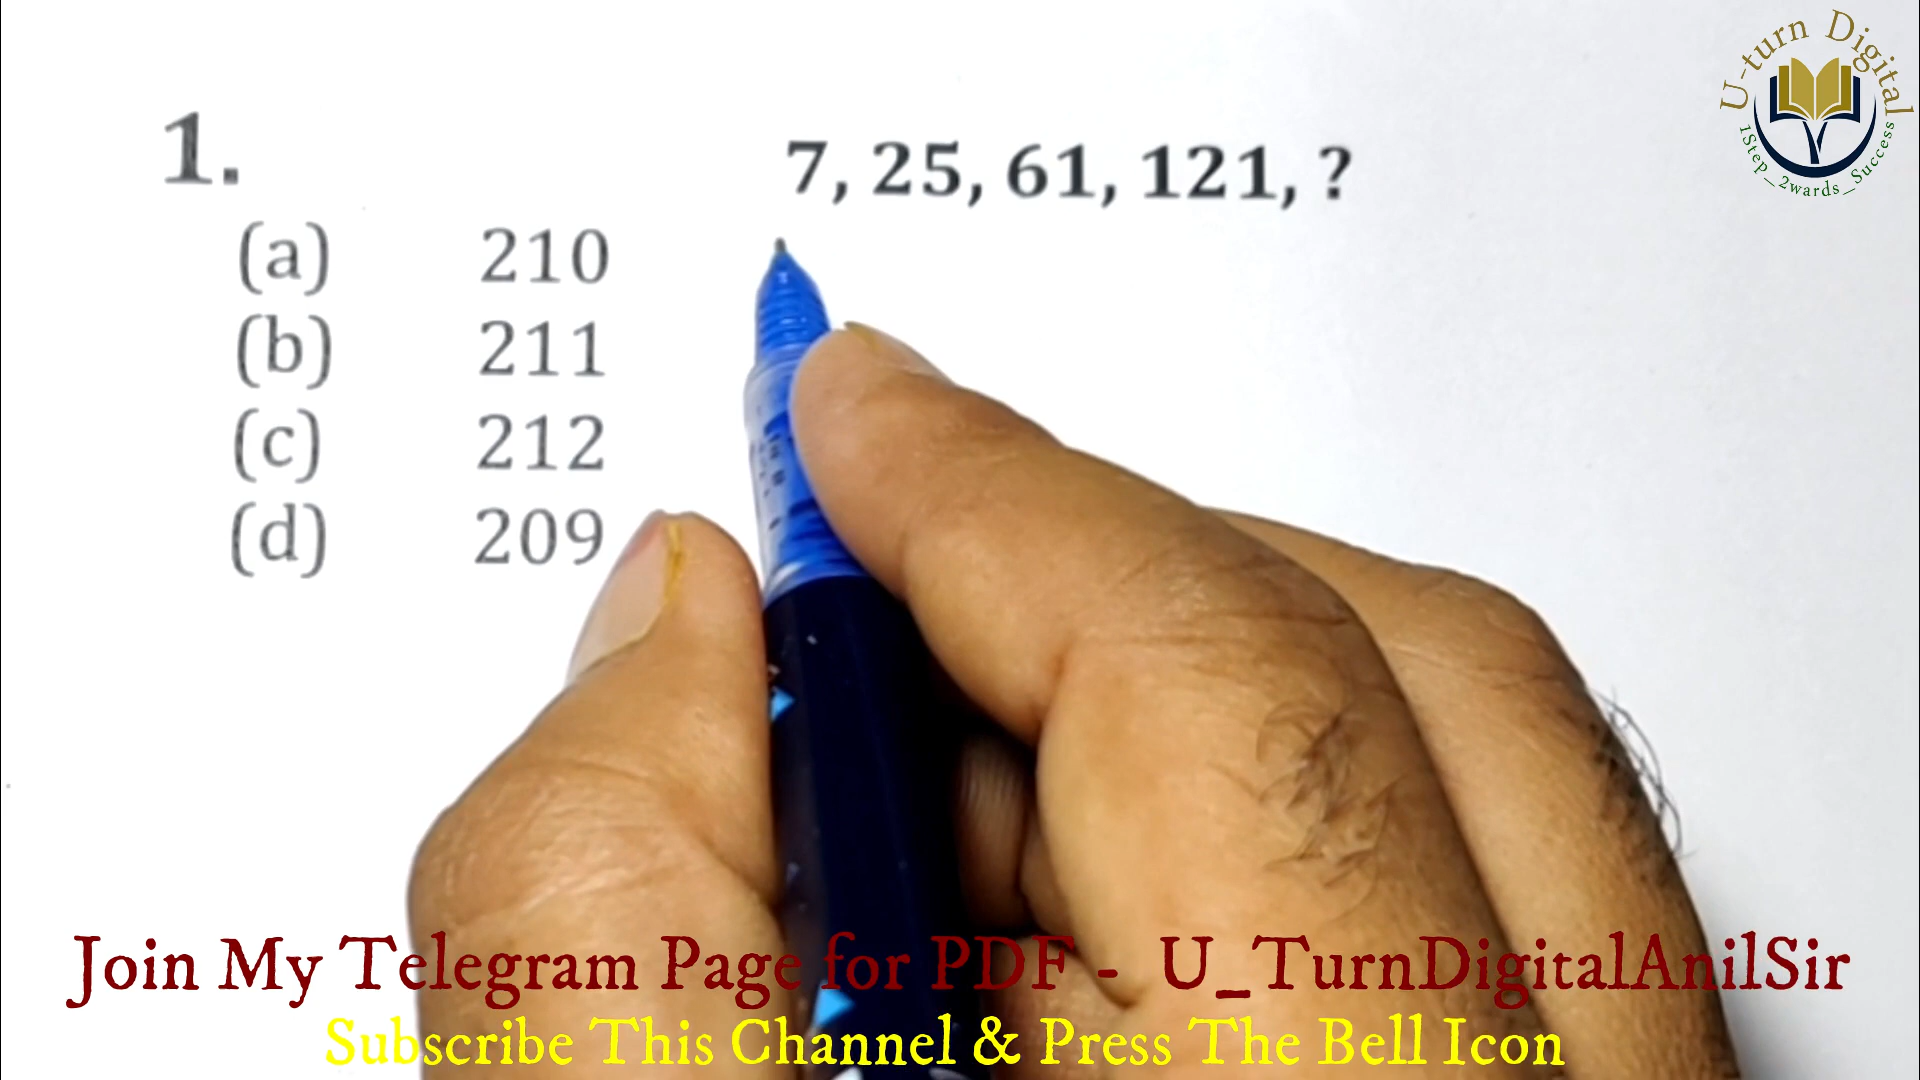 U-turn Digital
1Step_2wards_Success
1. 7, 25, 61, 121, ?
(a) 210
(b) 211
(c) 212
(d) 209
Join My Telegram Page for PDF - U_TurnDigitalAnilSir
Subscribe This Channel & Press The Bell Icon